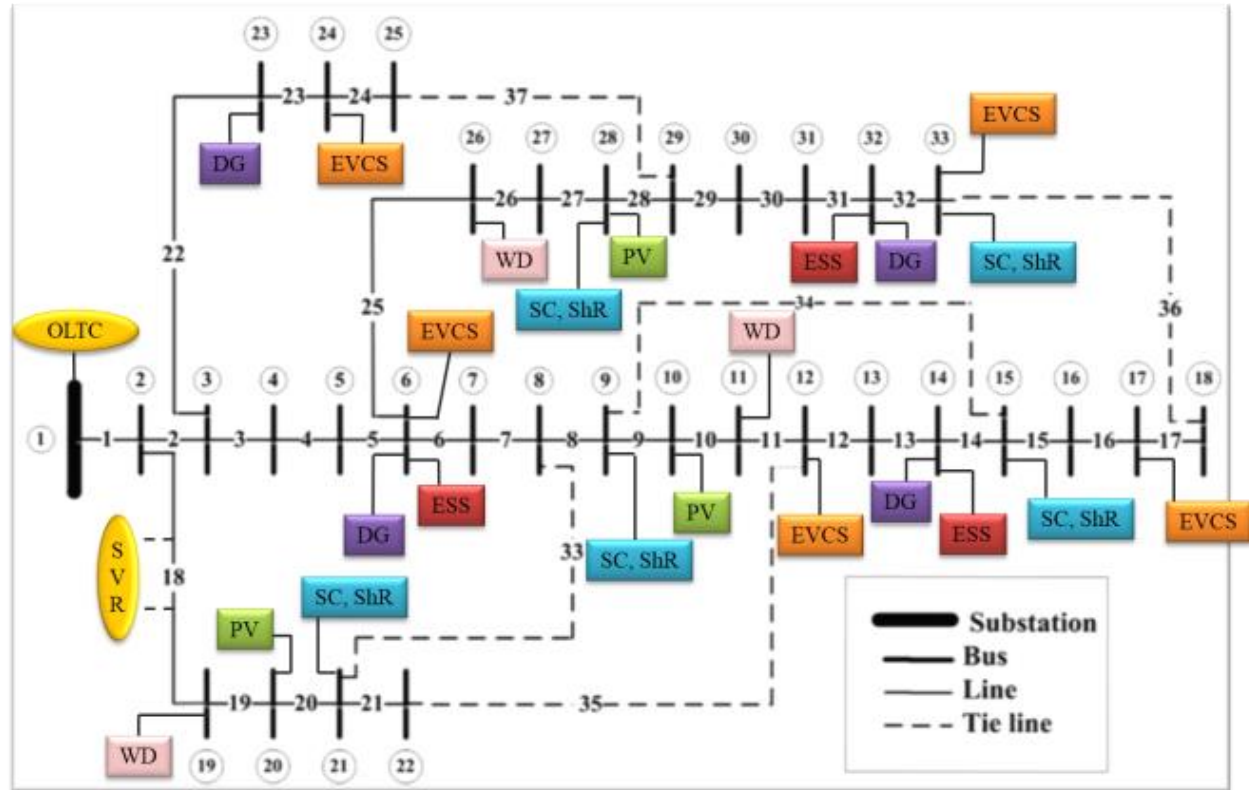 23 24 25
23 24 37
DG EVCS EVCS
26 27 28 29 30 31 32 33
26 27 28 29 30 31 32
22
WD PV ESS DG SC, ShR
SC, ShR
25 34 36
OLTC EVCS WD
2 3 4 5 6 7 8 9 10 11 12 13 14 15 16 17 18
1 1 2 3 4 5 6 7 8 9 10 11 12 13 14 15 16 17
DG ESS PV DG ESS SC, ShR EVCS
EVCS
33 SC, ShR
S
V
R
18
SC, ShR
PV
Substation
Bus
Line
Tie line
19 20 21 35
WD
19 20 21 22